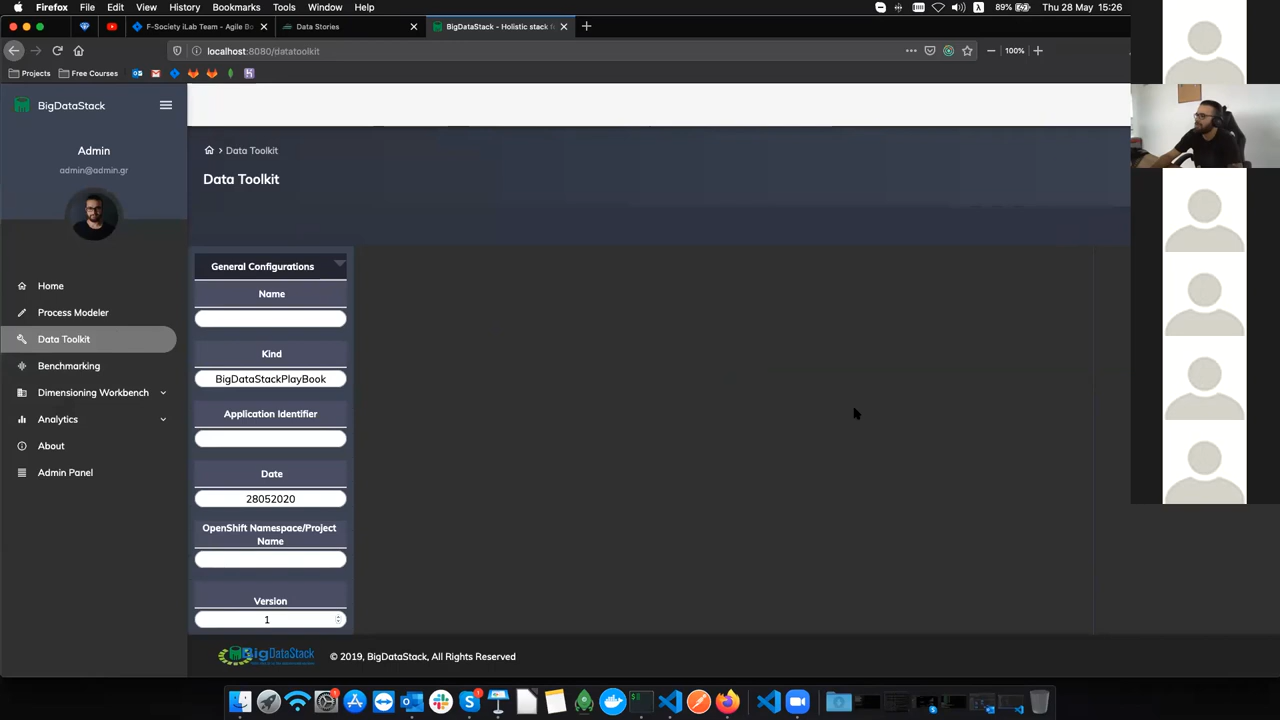 Firefox File Edit View History Bookmarks Tools Window Help 89% Thu 28 May 15:26
F-Society iLab Team - Agile Bo Data Stories BigDataStack - Holistic stack f
localhost:8080/datatoolkit 100%
Projects Free Courses
BigDataStack
Admin
admin@admin.gr
Home
Process Modeler
Data Toolkit
Benchmarking
Dimensioning Workbench
Analytics
About
Admin Panel
> Data Toolkit
Data Toolkit
General Configurations
Name
Kind
BigDataStackPlayBook
Application Identifier
Date
28052020
OpenShift Namespace/Project
Name
Version
1
BigDataStack © 2019, BigDataStack, All Rights Reserved